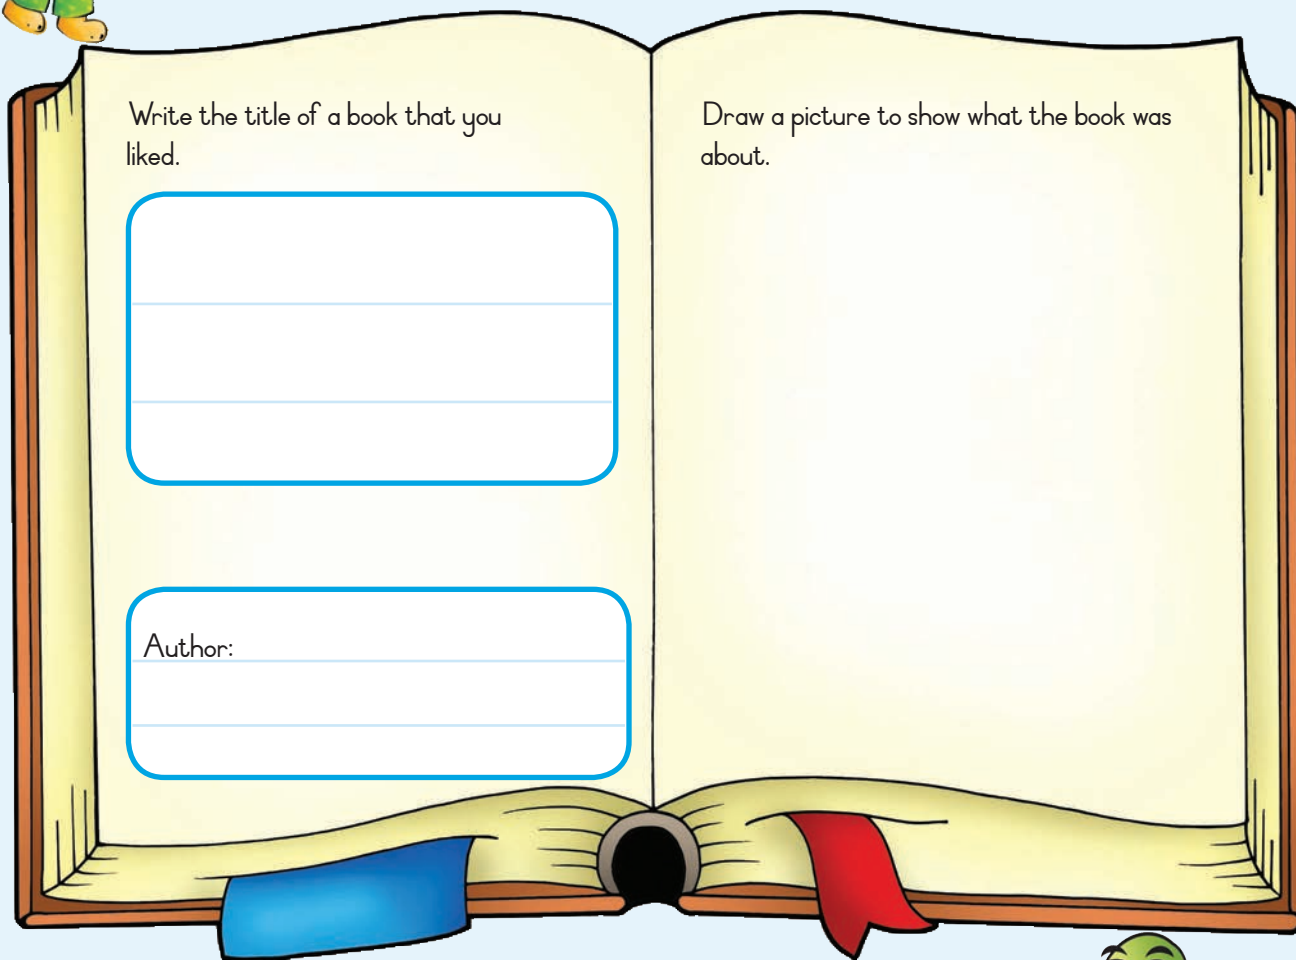 Write the title of a book that you
liked.
Author:
Draw a picture to show what the book was
about.